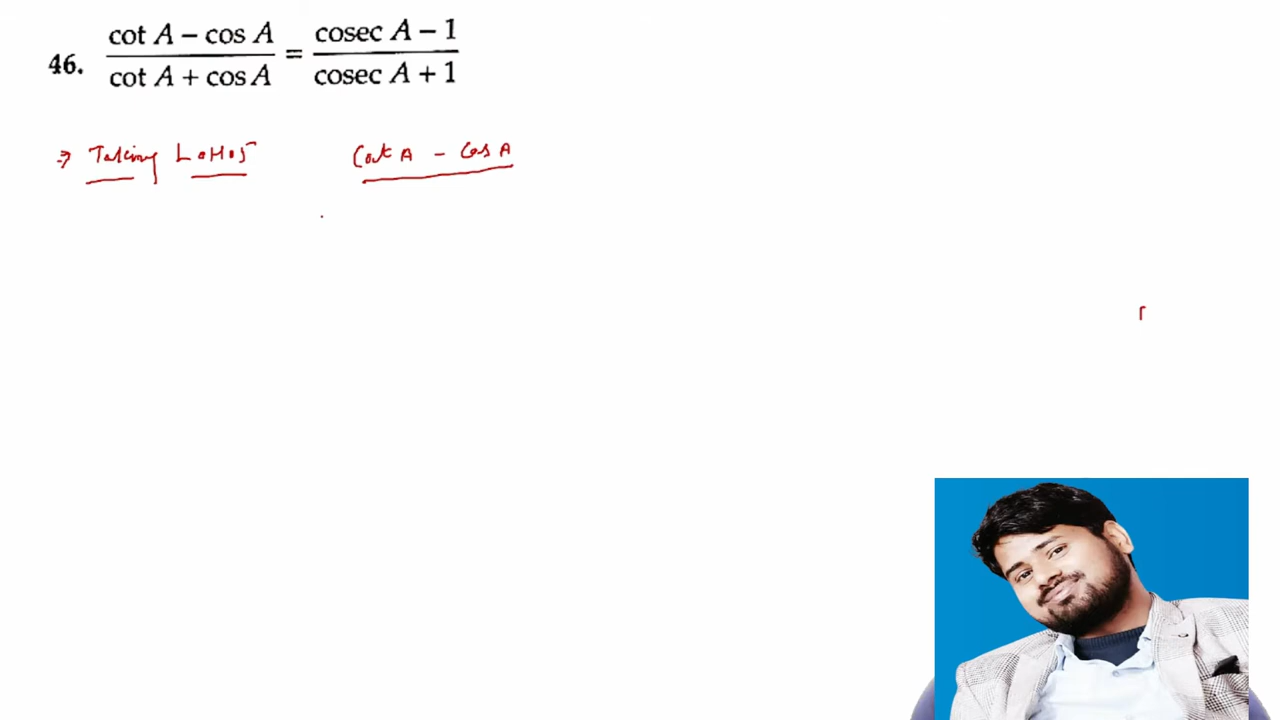 46. cot A – cos A / cot A + cos A = cosec A – 1 / cosec A + 1
⇒ Taking L.H.S Cot A – Cos A